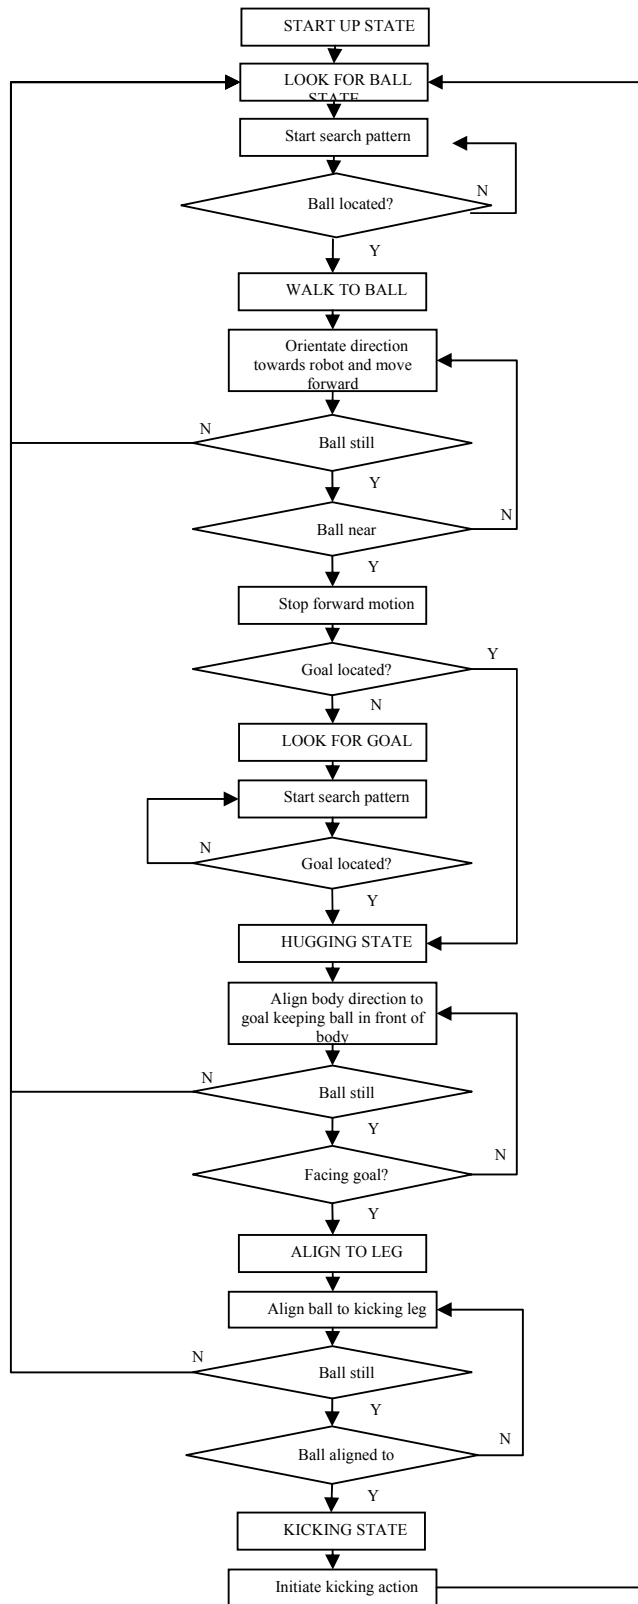 START UP STATE
LOOK FOR BALL
STATE
Start search pattern
N
Ball located?
Y
WALK TO BALL
Orientate direction
towards robot and move
forward
N
Ball still
Y
N
Ball near
Y
Stop forward motion
Y
Goal located?
N
LOOK FOR GOAL
Start search pattern
N
Goal located?
Y
HUGGING STATE
Align body direction to
goal keeping ball in front of
body
N
Ball still
Y
N
Facing goal?
Y
ALIGN TO LEG
Align ball to kicking leg
N
Ball still
Y
N
Ball aligned to
Y
KICKING STATE
Initiate kicking action